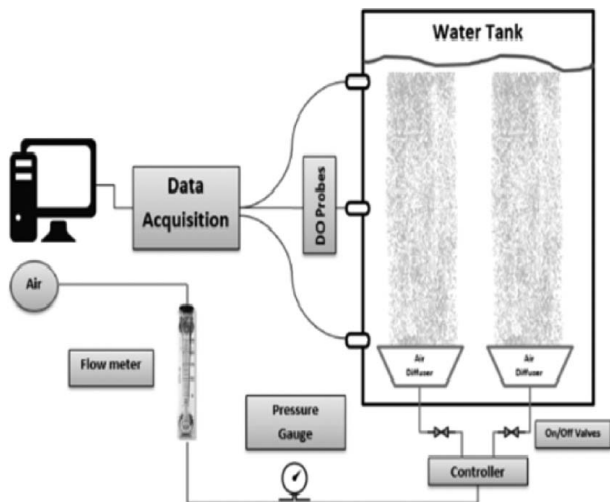 Water Tank
Data
Acquisition
DO Probes
Air
Flow meter
Air
Diffuser
Air
Diffuser
Pressure
Gauge
On/Off Valves
Controller